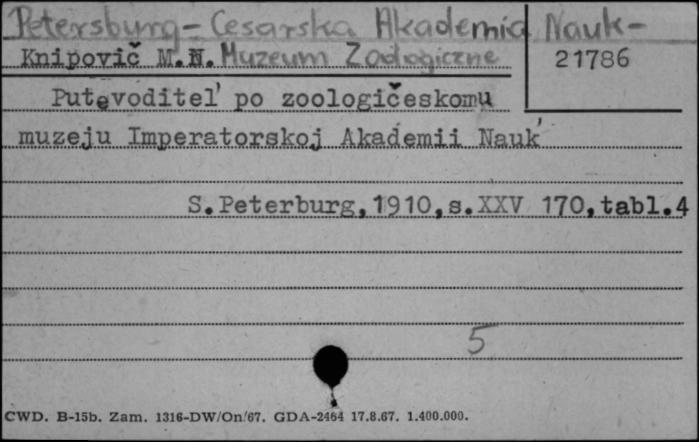 Petersburg - Cesarska Akademia Nauk -
Knipovič M.N. Muzeum Zoologiczne
21786
Putevoditeľ po zoologičeskomu
muzeju Imperatorskoj Akademii Nauk'
S.Peterburg,1910,s.XXV 170,tabl.4
5
CWD. B-15b. Zam. 1316-DW/On/67. GDA-2464 17.8.67. 1.400.000.